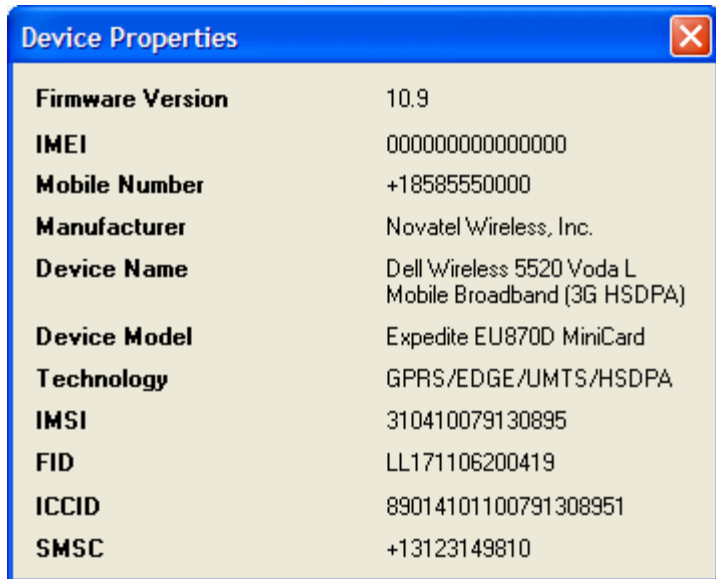 Device Properties
Firmware Version 10.9
IMEI 000000000000000
Mobile Number +18585550000
Manufacturer Novatel Wireless, Inc.
Device Name Dell Wireless 5520 Voda L
Mobile Broadband (3G HSDPA)
Device Model Expedite EU870D MiniCard
Technology GPRS/EDGE/UMTS/HSDPA
IMSI 310410079130895
FID LL171106200419
ICCID 89014101100791308951
SMSC +13123149810